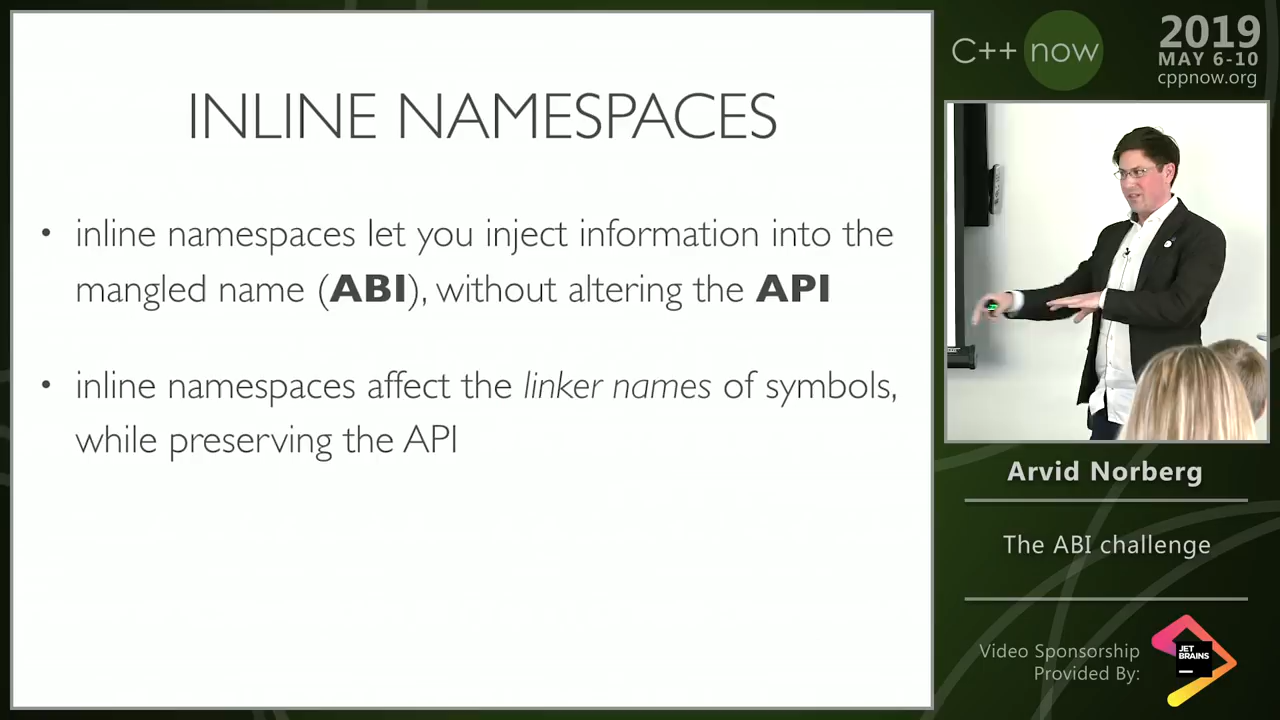 INLINE NAMESPACES
• inline namespaces let you inject information into the
mangled name (ABI), without altering the API
• inline namespaces affect the linker names of symbols,
while preserving the API
C++ now
2019
MAY 6-10
cppnow.org
Arvid Norberg
The ABI challenge
Video Sponsorship
Provided By:
JET
BRAINS